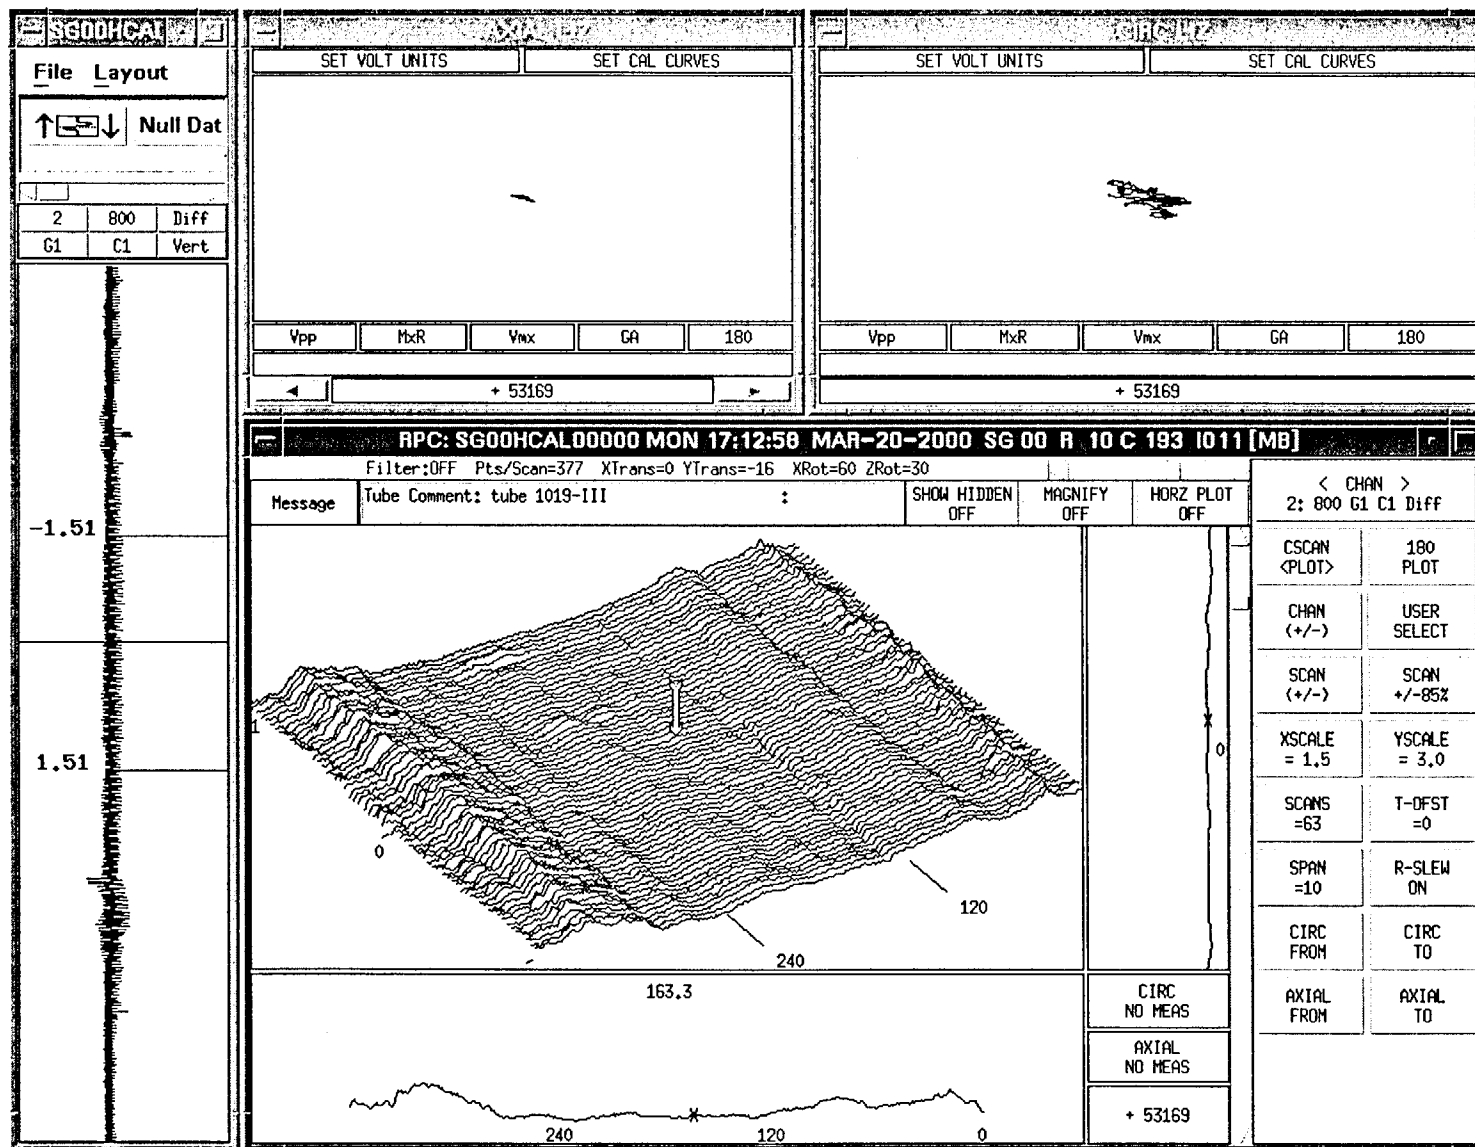 SG00HCAL
File Layout
Null Dat
2 800 Diff
G1 C1 Vert
-1.51
1.51
SET VOLT UNITS SET CAL CURVES
Vpp MxR Vmx GA 180
+ 53169
SET VOLT UNITS SET CAL CURVES
Vpp MxR Vmx GA 180
+ 53169
RPC: SG00HCAL00000 MON 17:12:58 MAR-20-2000 SG 00 R 10 C 193 I011 [MB]
Filter:OFF Pts/Scan=377 XTrans=0 YTrans=-16 XRot=60 ZRot=30
Message
Tube Comment: tube 1019-III :
SHOW HIDDEN
OFF
MAGNIFY
OFF
HORZ PLOT
OFF
1
0
120
240
0
163.3
240 120 0
CIRC
NO MEAS
AXIAL
NO MEAS
+ 53169
< CHAN >
2: 800 G1 C1 Diff
CSCAN
<PLOT>
180
PLOT
CHAN
(+/-)
USER
SELECT
SCAN
(+/-)
SCAN
+/-85%
XSCALE
= 1.5
YSCALE
= 3.0
SCANS
=63
T-OFST
=0
SPAN
=10
R-SLEW
ON
CIRC
FROM
CIRC
TO
AXIAL
FROM
AXIAL
TO